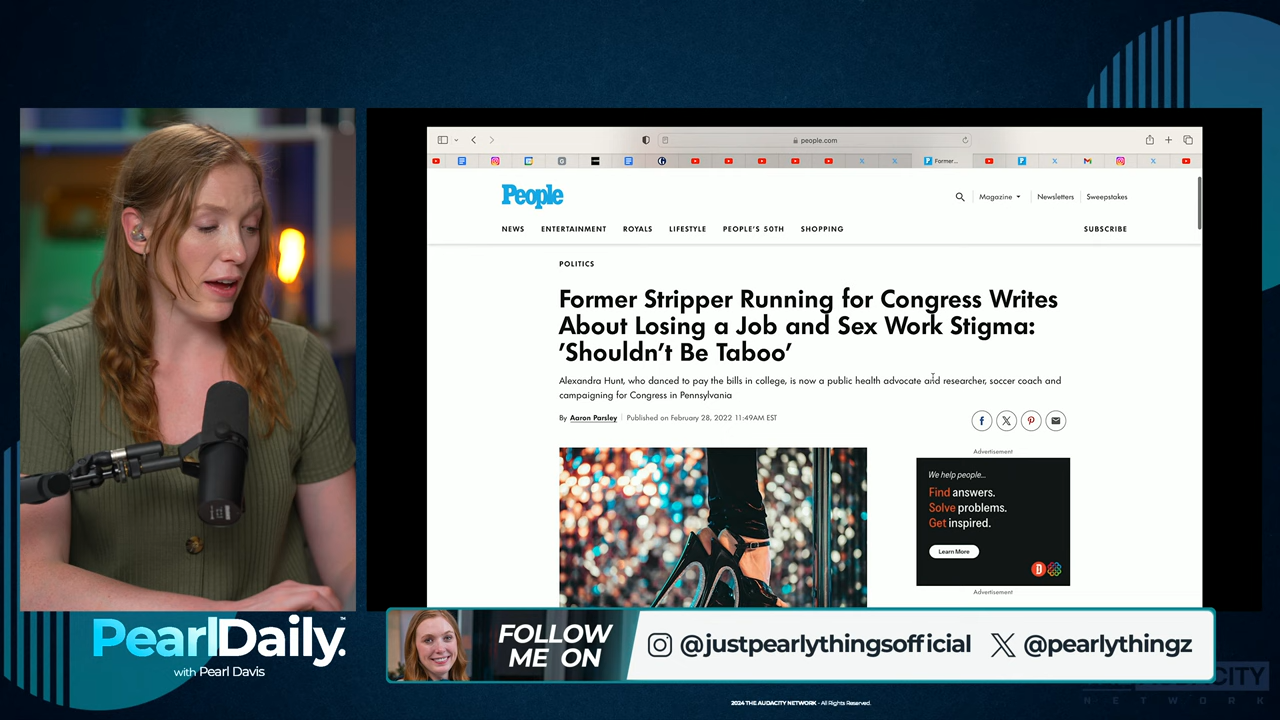 people.com
Former...
People
Magazine
Newsletters
Sweepstakes
NEWS
ENTERTAINMENT
ROYALS
LIFESTYLE
PEOPLE'S 50TH
SHOPPING
SUBSCRIBE
POLITICS
Former Stripper Running for Congress Writes
About Losing a Job and Sex Work Stigma:
'Shouldn't Be Taboo'
Alexandra Hunt, who danced to pay the bills in college, is now a public health advocate and researcher, soccer coach and
campaigning for Congress in Pennsylvania
By Aaron Parsley
Published on February 28, 2022 11:49AM EST
Advertisement
We help people...
Find answers.
Solve problems.
Get inspired.
Learn More
Advertisement
PearlDaily.
with Pearl Davis
FOLLOW
ME ON
@justpearlythingsofficial
@pearlythingz
2024 THE AUDACITY NETWORK - All Rights Reserved.